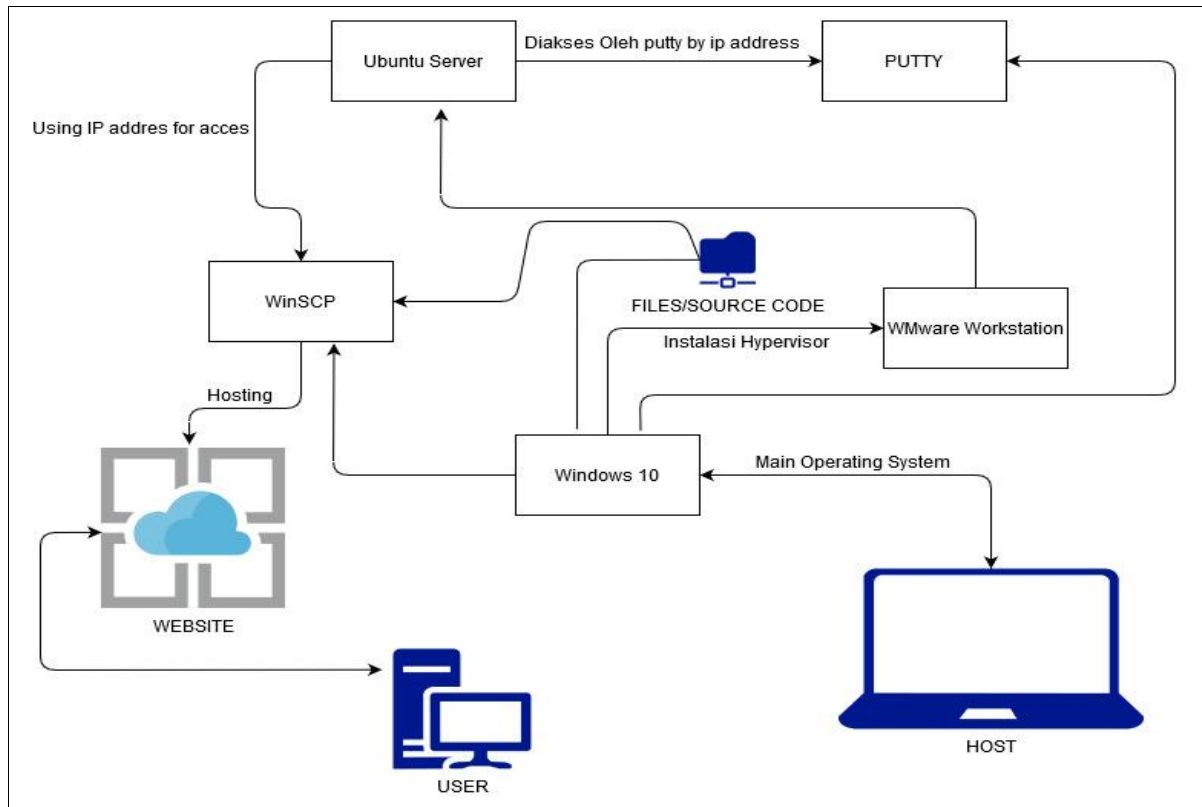 Diakses Oleh putty by ip address
Ubuntu Server
PUTTY
Using IP addres for acces
WinSCP
FILES/SOURCE CODE
WMware Workstation
Instalasi Hypervisor
Hosting
Windows 10
Main Operating System
WEBSITE
HOST
USER